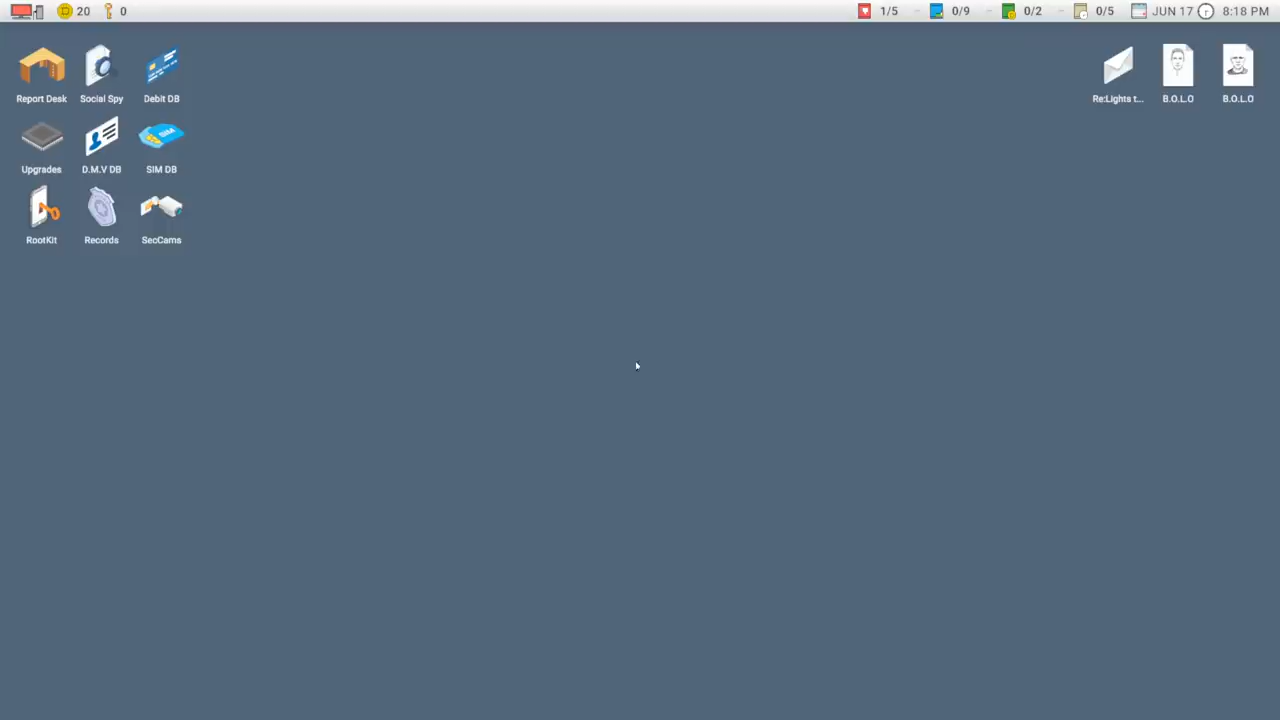 20 0 1/5 0/9 0/2 0/5 JUN 17 8:18 PM
Report Desk Social Spy Debit DB Re:Lights t... B.O.L.O B.O.L.O
Upgrades D.M.V DB SIM DB
RootKit Records SecCams